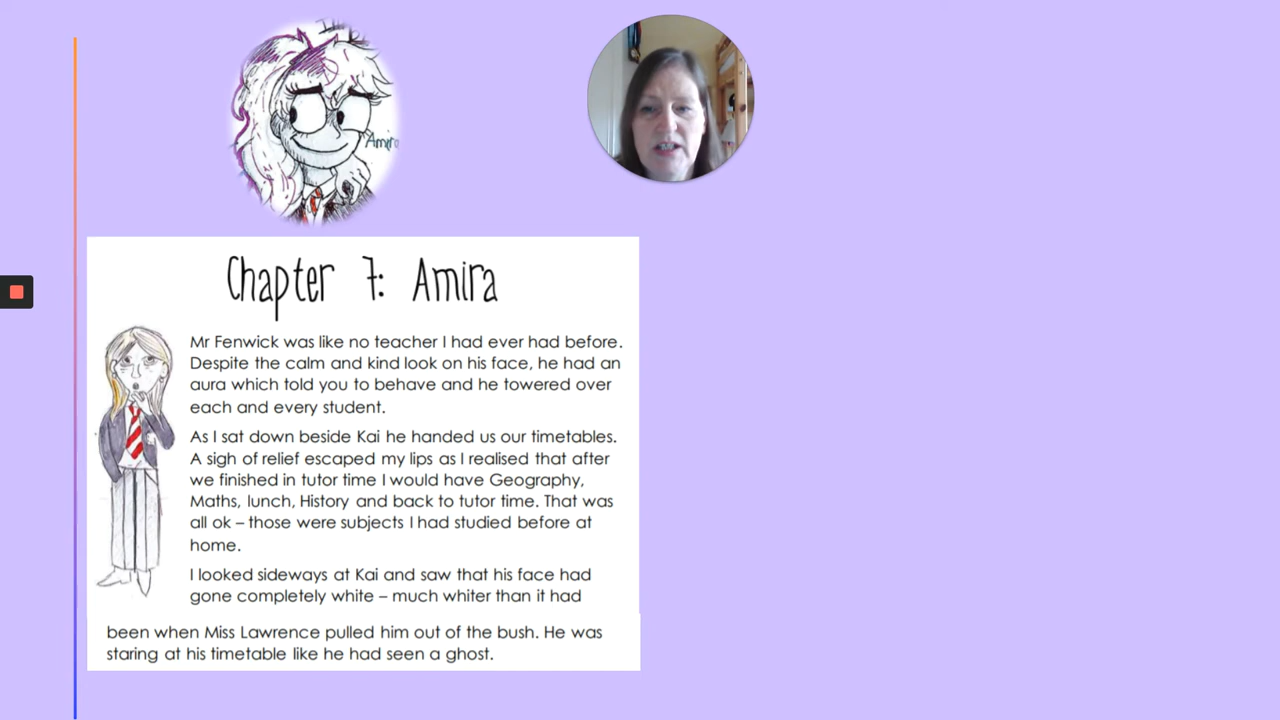 Amira
Chapter 7: Amira
Mr Fenwick was like no teacher I had ever had before.
Despite the calm and kind look on his face, he had an
aura which told you to behave and he towered over
each and every student.
As I sat down beside Kai he handed us our timetables.
A sigh of relief escaped my lips as I realised that after
we finished in tutor time I would have Geography,
Maths, lunch, History and back to tutor time. That was
all ok – those were subjects I had studied before at
home.
I looked sideways at Kai and saw that his face had
gone completely white – much whiter than it had
been when Miss Lawrence pulled him out of the bush. He was
staring at his timetable like he had seen a ghost.